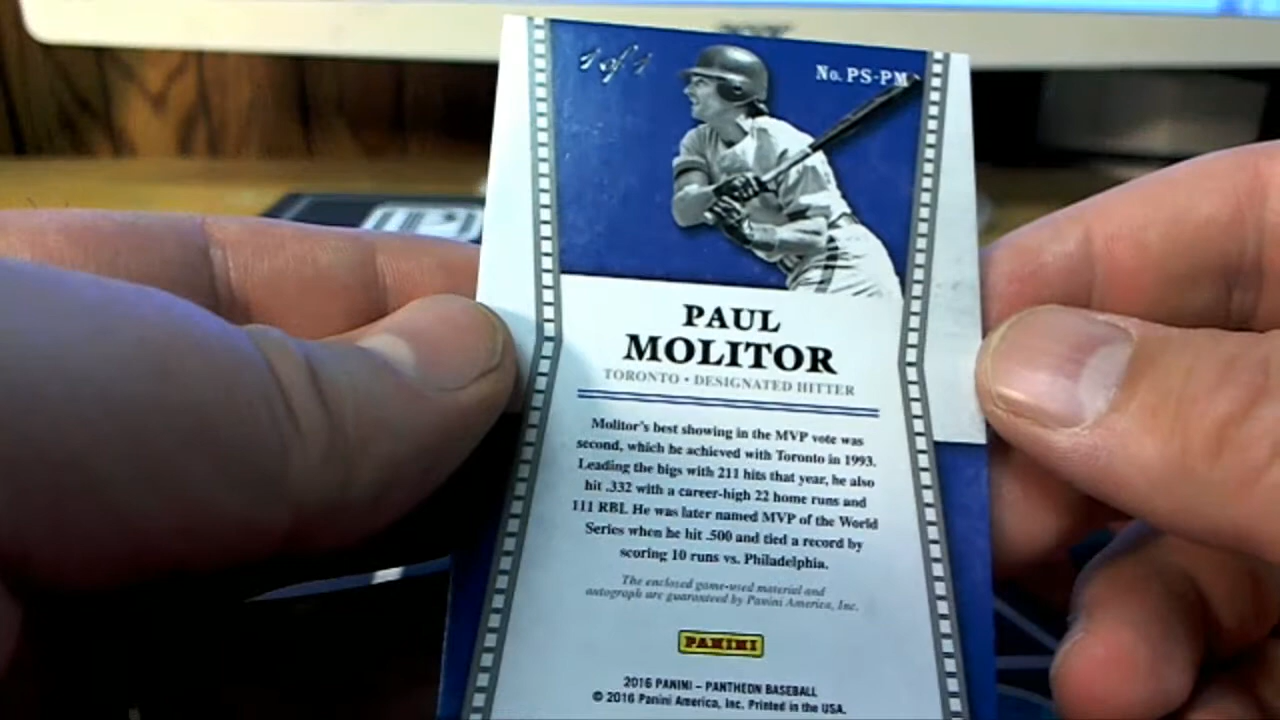 1 of 1
No. PS-PM
PAUL
MOLITOR
TORONTO • DESIGNATED HITTER
Molitor's best showing in the MVP vote was
second, which he achieved with Toronto in 1993.
Leading the bigs with 211 hits that year, he also
hit .332 with a career-high 22 home runs and
111 RBI. He was later named MVP of the World
Series when he hit .500 and tied a record by
scoring 10 runs vs. Philadelphia.
The enclosed game-used material and
autograph are guaranteed by Panini America, Inc.
PANINI
2016 PANINI – PANTHEON BASEBALL
© 2016 Panini America, Inc. Printed in the USA.